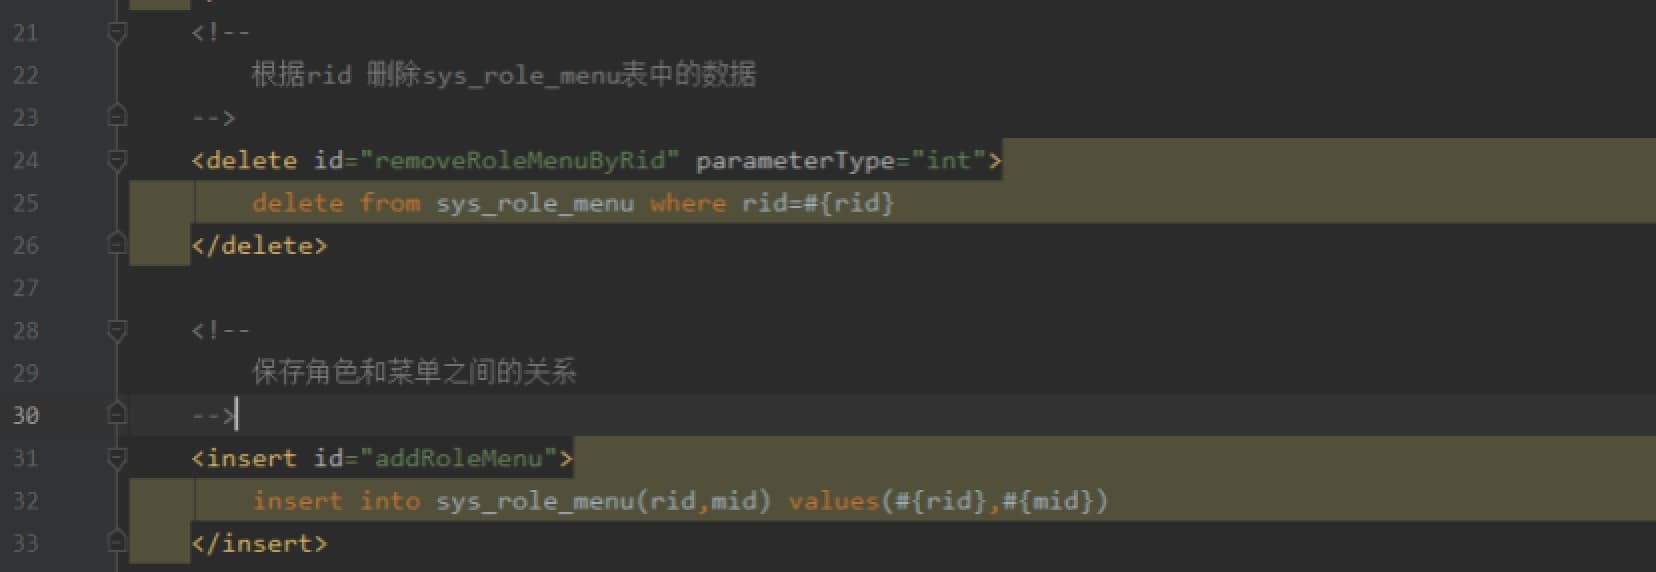 21 <!--
22 根据rid 删除sys_role_menu表中的数据
23 -->
24 <delete id="removeRoleMenuByRid" parameterType="int">
25 delete from sys_role_menu where rid=#{rid}
26 </delete>
27
28 <!--
29 保存角色和菜单之间的关系
30 -->
31 <insert id="addRoleMenu">
32 insert into sys_role_menu(rid,mid) values(#{rid},#{mid})
33 </insert>